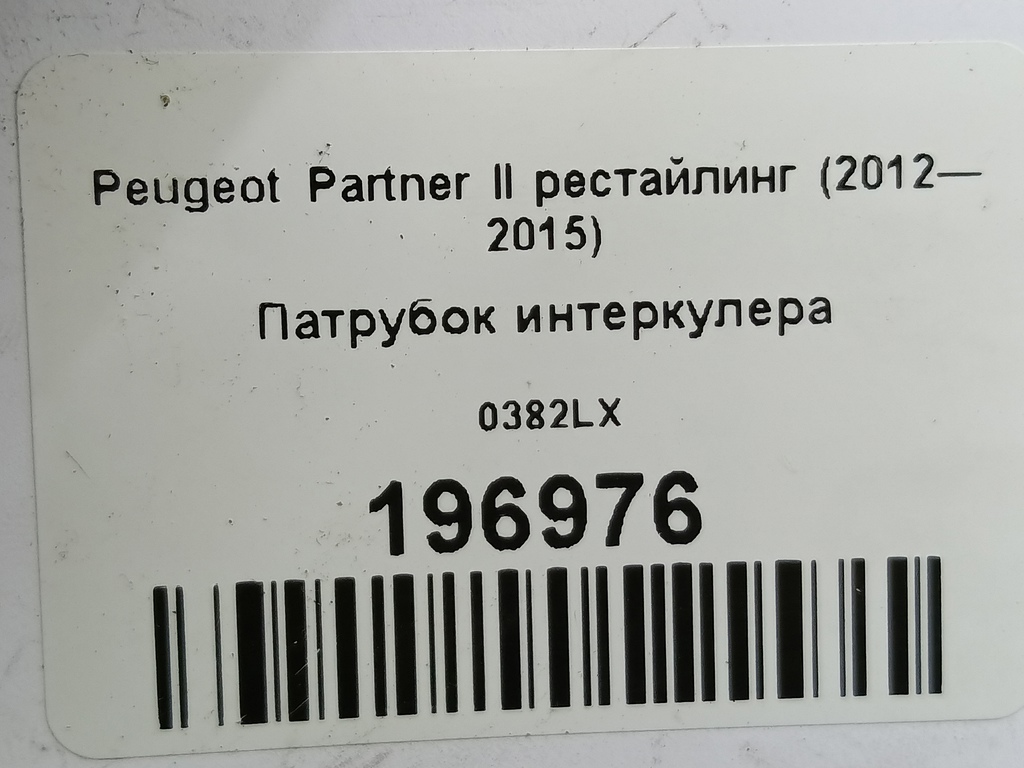 Peugeot Partner II рестайлинг (2012—
2015)
Патрубок интеркулера
0382LX
196976